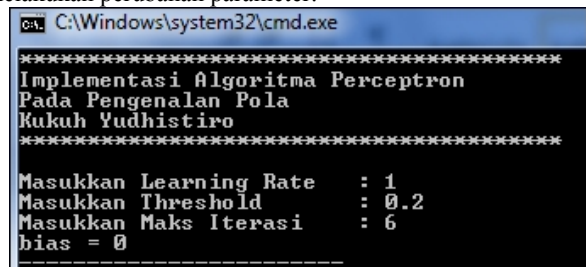 C:\Windows\system32\cmd.exe
******************************************
Implementasi Algoritma Perceptron
Pada Pengenalan Pola
Kukuh Yudhistiro
******************************************
Masukkan Learning Rate : 1
Masukkan Threshold : 0.2
Masukkan Maks Iterasi : 6
bias = 0
-------------------------